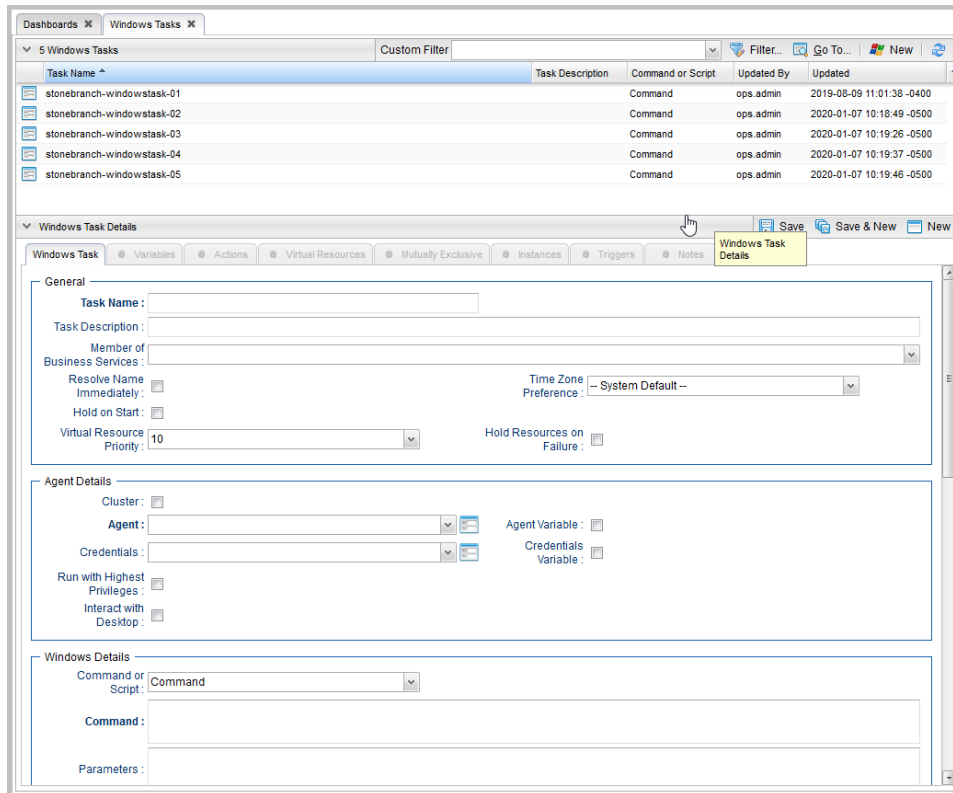 Dashboards
Windows Tasks
5 Windows Tasks Custom Filter Filter... Go To... New
Task Name Task Description Command or Script Updated By Updated
stonebranch-windowstask-01 Command ops.admin 2019-08-09 11:01:38 -0400
stonebranch-windowstask-02 Command ops.admin 2020-01-07 10:18:49 -0500
stonebranch-windowstask-03 Command ops.admin 2020-01-07 10:19:26 -0500
stonebranch-windowstask-04 Command ops.admin 2020-01-07 10:19:37 -0500
stonebranch-windowstask-05 Command ops.admin 2020-01-07 10:19:46 -0500
Windows Task Details Save Save & New New
Windows Task
Details
Windows Task Variables Actions Virtual Resources Mutually Exclusive Instances Triggers Notes
General
Task Name :
Task Description :
Member of
Business Services :
Resolve Name
Immediately :
Time Zone
Preference :
-- System Default --
Hold on Start :
Virtual Resource
Priority :
10
Hold Resources on
Failure :
Agent Details
Cluster :
Agent :
Agent Variable :
Credentials :
Credentials
Variable :
Run with Highest
Privileges :
Interact with
Desktop :
Windows Details
Command or
Script :
Command
Command :
Parameters :